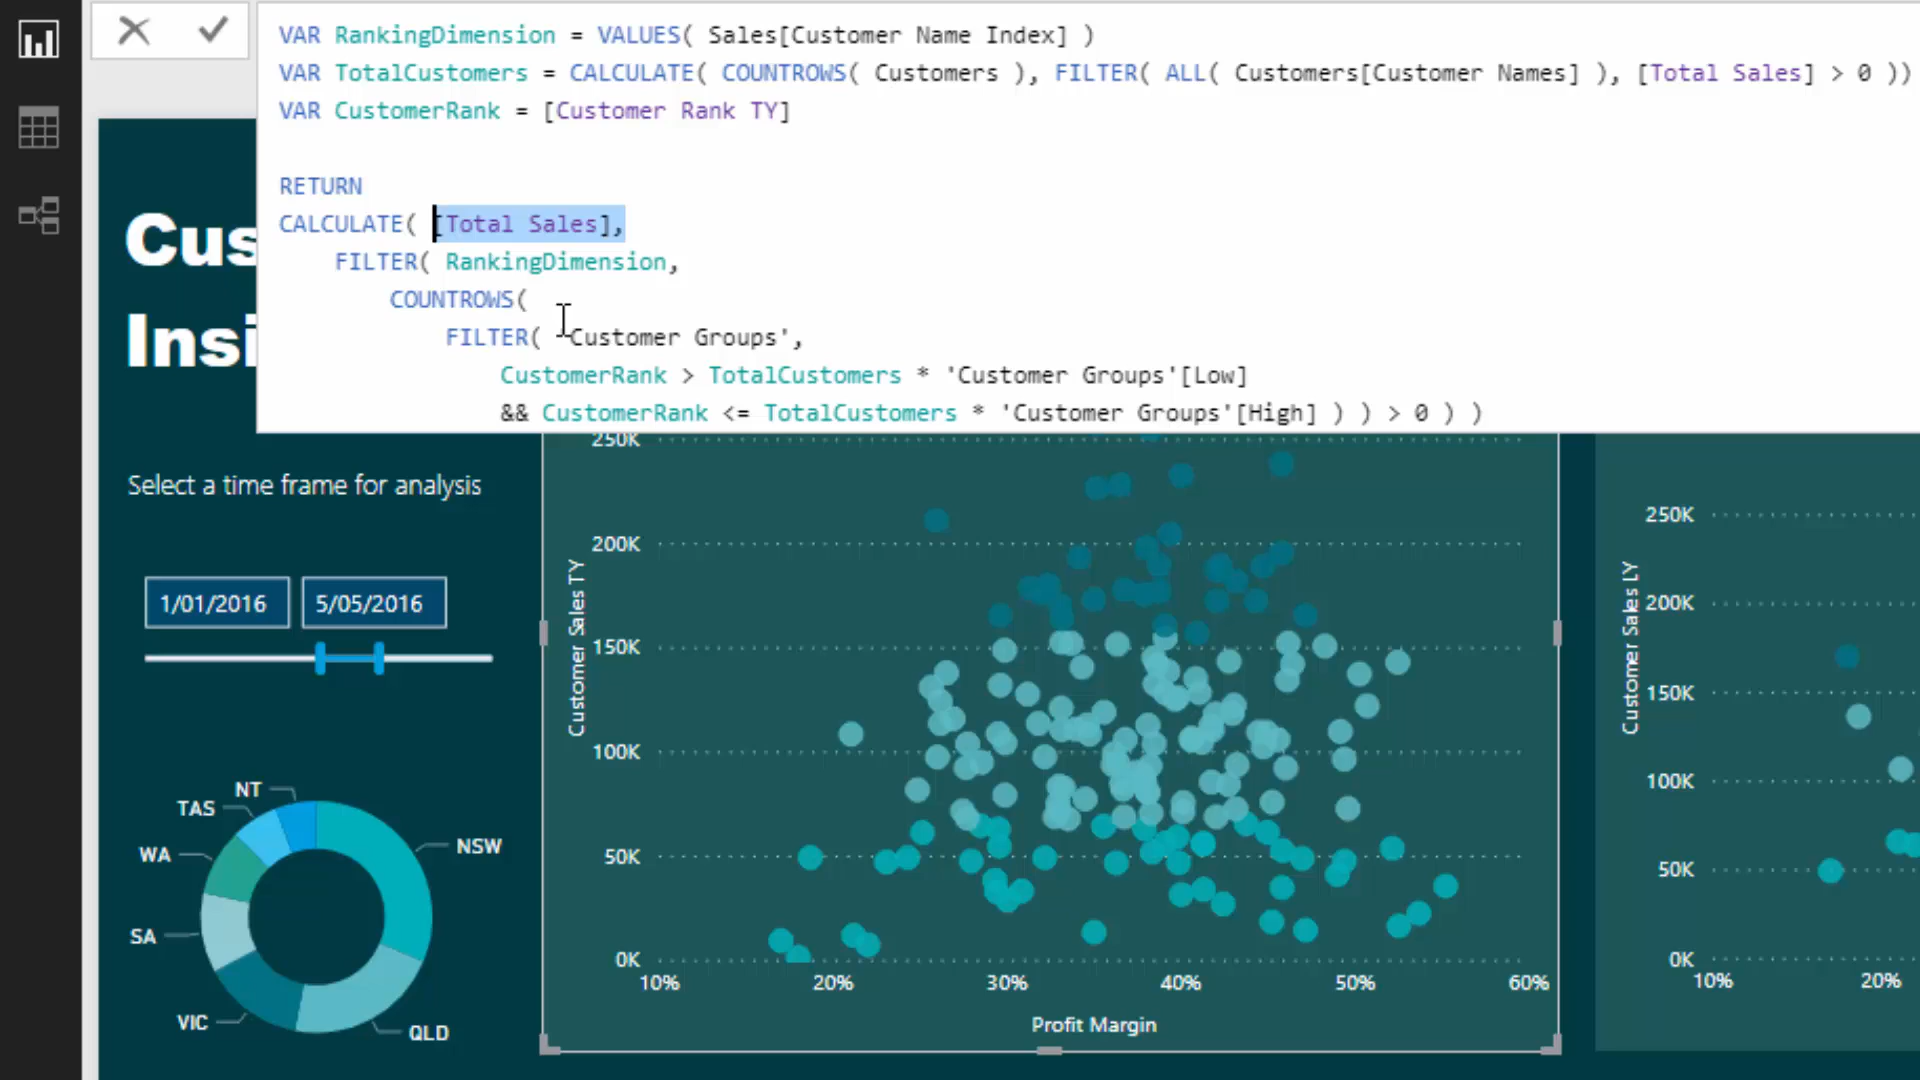 VAR RankingDimension = VALUES( Sales[Customer Name Index] )
VAR TotalCustomers = CALCULATE( COUNTROWS( Customers ), FILTER( ALL( Customers[Customer Names] ), [Total Sales] > 0 ))
VAR CustomerRank = [Customer Rank TY]
RETURN
CALCULATE( [Total Sales],
FILTER( RankingDimension,
COUNTROWS(
FILTER( 'Customer Groups',
CustomerRank > TotalCustomers * 'Customer Groups'[Low]
&& CustomerRank <= TotalCustomers * 'Customer Groups'[High] ) ) > 0 ) )
Cus
Insi
Select a time frame for analysis
1/01/2016 5/05/2016
NT
TAS
WA
NSW
SA
VIC
QLD
Customer Sales TY
250K
200K
150K
100K
50K
0K
10% 20% 30% 40% 50% 60%
Profit Margin
Customer Sales LY
250K
200K
150K
100K
50K
0K
10% 20%